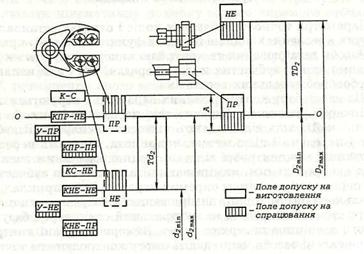 НЕ
К-С
КПР-НЕ
У-ПР
ПР
КПР-ПР
КС-НЕ
КНЕ-НЕ
НЕ
У-НЕ
КНЕ-ПР
О
А
ПР
О
Td2
TD2
d2min
d2max
D2min
D2max
- Поле допуску на виготовлення
- Поле допуску на спрацювання